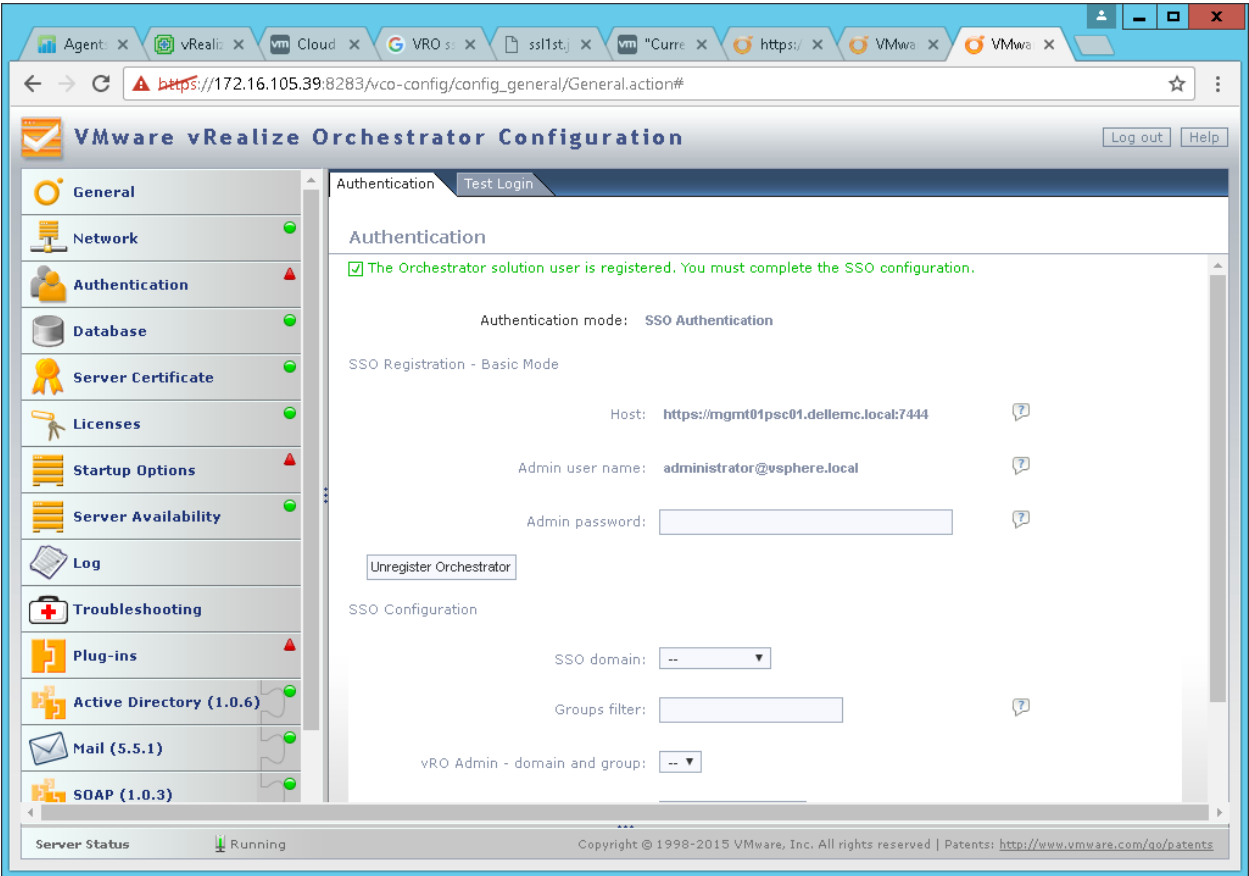 Agent:
vRealiz
Cloud
VRO s:
ssl1st.j
"Curre
https:/
VMwa
VMwa
https://172.16.105.39:8283/vco-config/config_general/General.action#
VMware vRealize Orchestrator Configuration
Log out
Help
General
Network
Authentication
Database
Server Certificate
Licenses
Startup Options
Server Availability
Log
Troubleshooting
Plug-ins
Active Directory (1.0.6)
Mail (5.5.1)
SOAP (1.0.3)
Authentication
Test Login
Authentication
The Orchestrator solution user is registered. You must complete the SSO configuration.
Authentication mode: SSO Authentication
SSO Registration - Basic Mode
Host: https://mgmt01psc01.dellemc.local:7444
Admin user name: administrator@vsphere.local
Admin password:
Unregister Orchestrator
SSO Configuration
SSO domain: --
Groups filter:
vRO Admin - domain and group: --
Server Status
Running
Copyright © 1998-2015 VMware, Inc. All rights reserved | Patents: http://www.vmware.com/go/patents